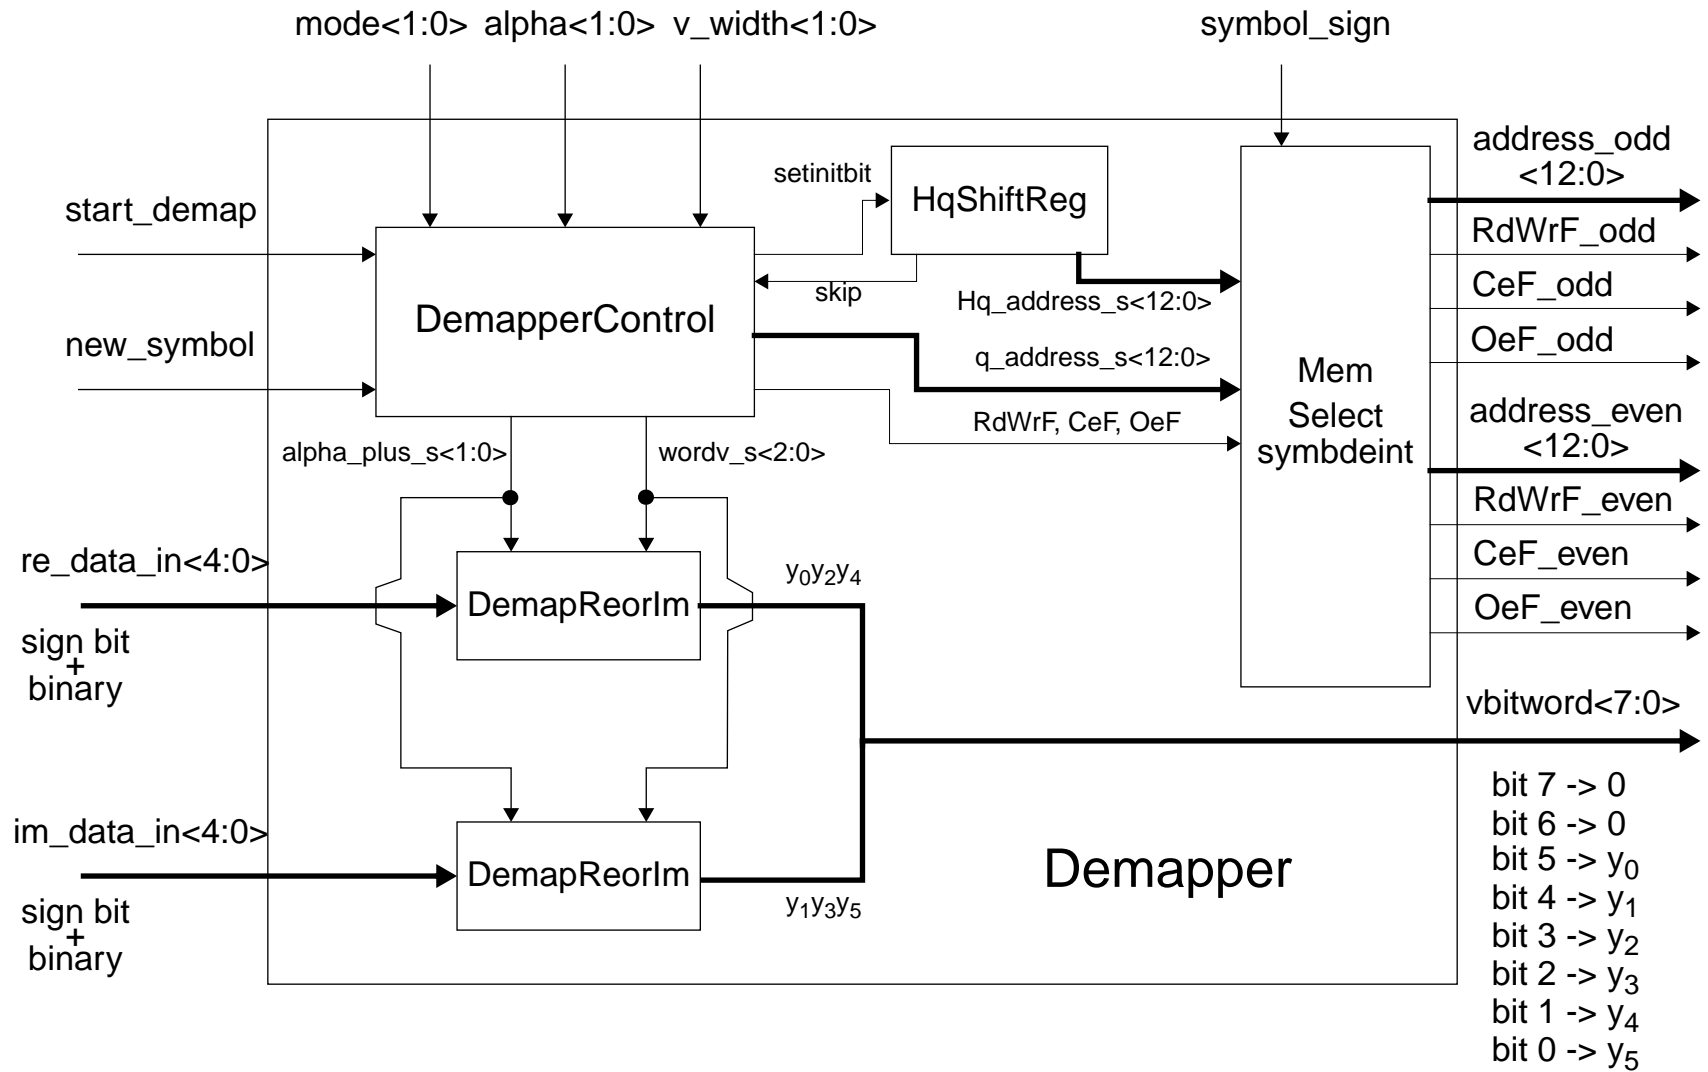 mode<1:0> alpha<1:0> v_width<1:0>
symbol_sign
start_demap
new_symbol
DemapperControl
setinitbit
HqShiftReg
skip
Hq_address_s<12:0>
q_address_s<12:0>
RdWrF, CeF, OeF
Mem
Select
symbdeint
address_odd
<12:0>
RdWrF_odd
CeF_odd
OeF_odd
address_even
<12:0>
RdWrF_even
CeF_even
OeF_even
alpha_plus_s<1:0>
wordv_s<2:0>
re_data_in<4:0>
sign bit
+
binary
DemapReorIm
y0y2y4
im_data_in<4:0>
sign bit
+
binary
DemapReorIm
y1y3y5
Demapper
vbitword<7:0>
bit 7 -> 0
bit 6 -> 0
bit 5 -> y0
bit 4 -> y1
bit 3 -> y2
bit 2 -> y3
bit 1 -> y4
bit 0 -> y5